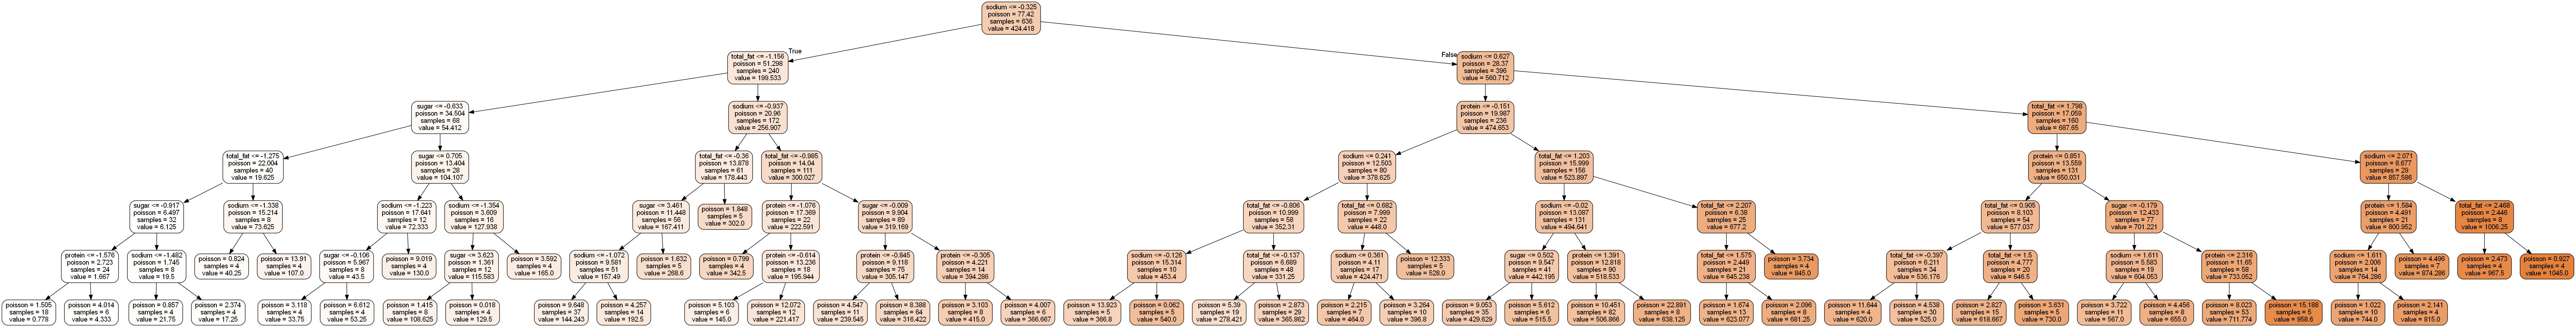 sodium <= -0.325
poisson = 77.42
samples = 636
value = 424.418
True
False
total_fat <= -1.156
poisson = 51.298
samples = 240
value = 199.533
sodium <= 0.627
poisson = 28.37
samples = 396
value = 560.712
sugar <= -0.633
poisson = 34.504
samples = 68
value = 54.412
sodium <= -0.937
poisson = 20.96
samples = 172
value = 256.907
protein <= -0.151
poisson = 19.987
samples = 236
value = 474.653
total_fat <= 1.798
poisson = 17.059
samples = 160
value = 687.65
total_fat <= -1.275
poisson = 22.004
samples = 40
value = 19.625
sugar <= 0.705
poisson = 13.404
samples = 28
value = 104.107
total_fat <= -0.36
poisson = 13.878
samples = 61
value = 178.443
total_fat <= -0.985
poisson = 14.04
samples = 111
value = 300.027
sodium <= 0.241
poisson = 12.503
samples = 80
value = 378.625
total_fat <= 1.203
poisson = 15.999
samples = 156
value = 523.897
protein <= 0.851
poisson = 13.559
samples = 131
value = 650.031
sodium <= 2.071
poisson = 8.677
samples = 29
value = 857.586
sugar <= -0.917
poisson = 6.497
samples = 32
value = 6.125
sodium <= -1.338
poisson = 15.214
samples = 8
value = 73.625
sodium <= -1.223
poisson = 17.641
samples = 12
value = 72.333
sodium <= -1.354
poisson = 3.609
samples = 16
value = 127.938
sugar <= 3.461
poisson = 11.448
samples = 56
value = 167.411
poisson = 1.848
samples = 5
value = 302.0
protein <= -1.076
poisson = 17.369
samples = 22
value = 222.591
sugar <= -0.009
poisson = 9.904
samples = 89
value = 319.169
total_fat <= -0.806
poisson = 10.999
samples = 58
value = 352.31
total_fat <= 0.682
poisson = 7.999
samples = 22
value = 448.0
sodium <= -0.02
poisson = 13.087
samples = 131
value = 494.641
total_fat <= 2.207
poisson = 6.38
samples = 25
value = 677.2
total_fat <= 0.905
poisson = 8.103
samples = 54
value = 577.037
sugar <= -0.179
poisson = 12.433
samples = 77
value = 701.221
protein <= 1.584
poisson = 4.491
samples = 21
value = 800.952
total_fat <= 2.468
poisson = 2.446
samples = 8
value = 1006.25
protein <= -1.576
poisson = 2.723
samples = 24
value = 1.667
sodium <= -1.482
poisson = 1.745
samples = 8
value = 19.5
poisson = 0.824
samples = 4
value = 40.25
poisson = 13.91
samples = 4
value = 107.0
sugar <= -0.106
poisson = 5.967
samples = 8
value = 43.5
poisson = 9.019
samples = 4
value = 130.0
sugar <= 3.623
poisson = 1.361
samples = 12
value = 115.583
poisson = 3.592
samples = 4
value = 165.0
sodium <= -1.072
poisson = 9.581
samples = 51
value = 157.49
poisson = 1.632
samples = 5
value = 268.6
poisson = 0.799
samples = 4
value = 342.5
protein <= -0.614
poisson = 13.236
samples = 18
value = 195.944
protein <= -0.845
poisson = 9.118
samples = 75
value = 305.147
protein <= -0.305
poisson = 4.221
samples = 14
value = 394.286
sodium <= -0.126
poisson = 15.314
samples = 10
value = 453.4
total_fat <= -0.137
poisson = 6.689
samples = 48
value = 331.25
sodium <= 0.361
poisson = 4.11
samples = 17
value = 424.471
poisson = 12.333
samples = 5
value = 528.0
sugar <= 0.502
poisson = 9.547
samples = 41
value = 442.195
protein <= 1.391
poisson = 12.818
samples = 90
value = 518.533
total_fat <= 1.575
poisson = 2.449
samples = 21
value = 645.238
poisson = 3.734
samples = 4
value = 845.0
total_fat <= -0.397
poisson = 6.211
samples = 34
value = 536.176
total_fat <= 1.5
poisson = 4.777
samples = 20
value = 646.5
sodium <= 1.611
poisson = 5.583
samples = 19
value = 604.053
protein <= 2.316
poisson = 11.65
samples = 58
value = 733.052
sodium <= 1.611
poisson = 2.006
samples = 14
value = 764.286
poisson = 4.496
samples = 7
value = 874.286
poisson = 2.473
samples = 4
value = 967.5
poisson = 0.927
samples = 4
value = 1045.0
poisson = 1.505
samples = 18
value = 0.778
poisson = 4.014
samples = 6
value = 4.333
poisson = 0.857
samples = 4
value = 21.75
poisson = 2.374
samples = 4
value = 17.25
poisson = 3.118
samples = 4
value = 33.75
poisson = 6.612
samples = 4
value = 53.25
poisson = 1.415
samples = 8
value = 108.625
poisson = 0.018
samples = 4
value = 129.5
poisson = 9.648
samples = 37
value = 144.243
poisson = 4.257
samples = 14
value = 192.5
poisson = 5.103
samples = 6
value = 145.0
poisson = 12.072
samples = 12
value = 221.417
poisson = 4.547
samples = 11
value = 239.545
poisson = 8.388
samples = 64
value = 316.422
poisson = 3.103
samples = 8
value = 415.0
poisson = 4.007
samples = 6
value = 366.667
poisson = 13.923
samples = 5
value = 366.8
poisson = 0.062
samples = 5
value = 540.0
poisson = 5.39
samples = 19
value = 278.421
poisson = 2.873
samples = 29
value = 365.862
poisson = 2.215
samples = 7
value = 464.0
poisson = 3.264
samples = 10
value = 396.8
poisson = 9.053
samples = 35
value = 429.629
poisson = 5.612
samples = 6
value = 515.5
poisson = 10.451
samples = 82
value = 506.866
poisson = 22.891
samples = 8
value = 638.125
poisson = 1.674
samples = 13
value = 623.077
poisson = 2.096
samples = 8
value = 681.25
poisson = 11.644
samples = 4
value = 620.0
poisson = 4.538
samples = 30
value = 525.0
poisson = 2.827
samples = 15
value = 618.667
poisson = 3.631
samples = 5
value = 730.0
poisson = 3.722
samples = 11
value = 567.0
poisson = 4.456
samples = 8
value = 655.0
poisson = 8.023
samples = 53
value = 711.774
poisson = 15.188
samples = 5
value = 958.6
poisson = 1.022
samples = 10
value = 744.0
poisson = 2.141
samples = 4
value = 815.0